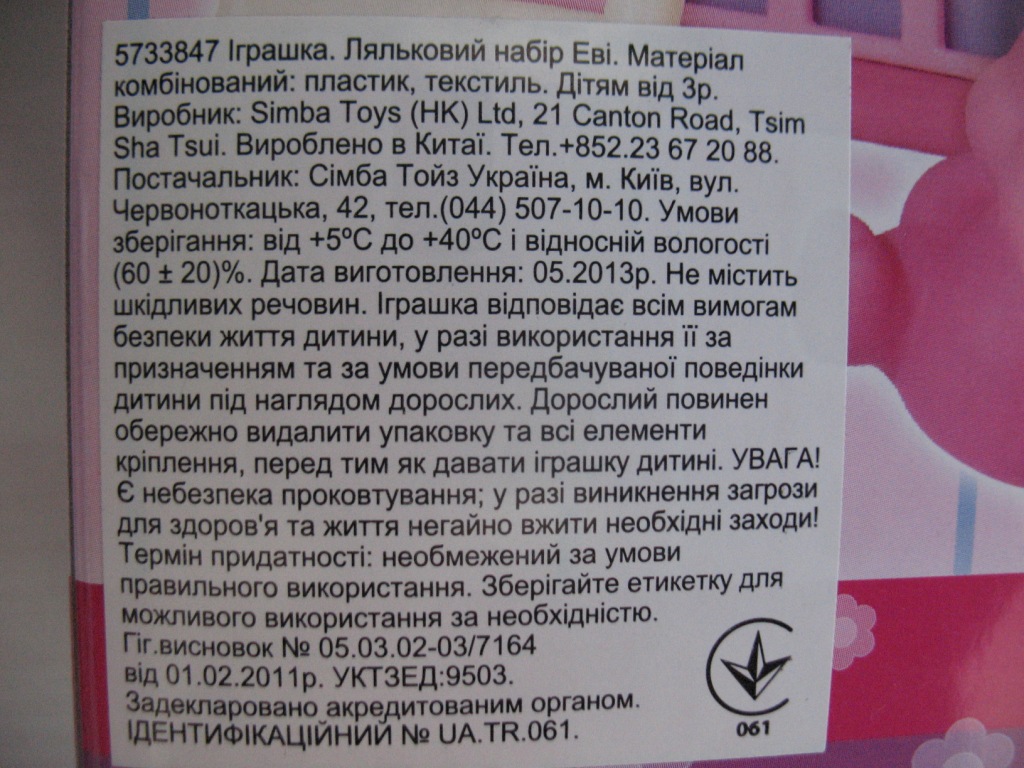 5733847 Іграшка. Ляльковий набір Еві. Матеріал
комбінований: пластик, текстиль. Дітям від 3р.
Виробник: Simba Toys (HK) Ltd, 21 Canton Road, Tsim
Sha Tsui. Вироблено в Китаї. Тел.+852.23 67 20 88.
Постачальник: Сімба Тойз Україна, м. Київ, вул.
Червоноткацька, 42, тел.(044) 507-10-10. Умови
зберігання: від +5ºC до +40ºC і відносній вологості
(60 ± 20)%. Дата виготовлення: 05.2013р. Не містить
шкідливих речовин. Іграшка відповідає всім вимогам
безпеки життя дитини, у разі використання її за
призначенням та за умови передбачуваної поведінки
дитини під наглядом дорослих. Дорослий повинен
обережно видалити упаковку та всі елементи
кріплення, перед тим як давати іграшку дитині. УВАГА!
Є небезпека проковтування; у разі виникнення загрози
для здоров'я та життя негайно вжити необхідні заходи!
Термін придатності: необмежений за умови
правильного використання. Зберігайте етикетку для
можливого використання за необхідністю.
Гіг.висновок № 05.03.02-03/7164
від 01.02.2011р. УКТЗЕД:9503.
Задекларовано акредитованим органом.
ІДЕНТИФІКАЦІЙНИЙ № UA.TR.061.
061